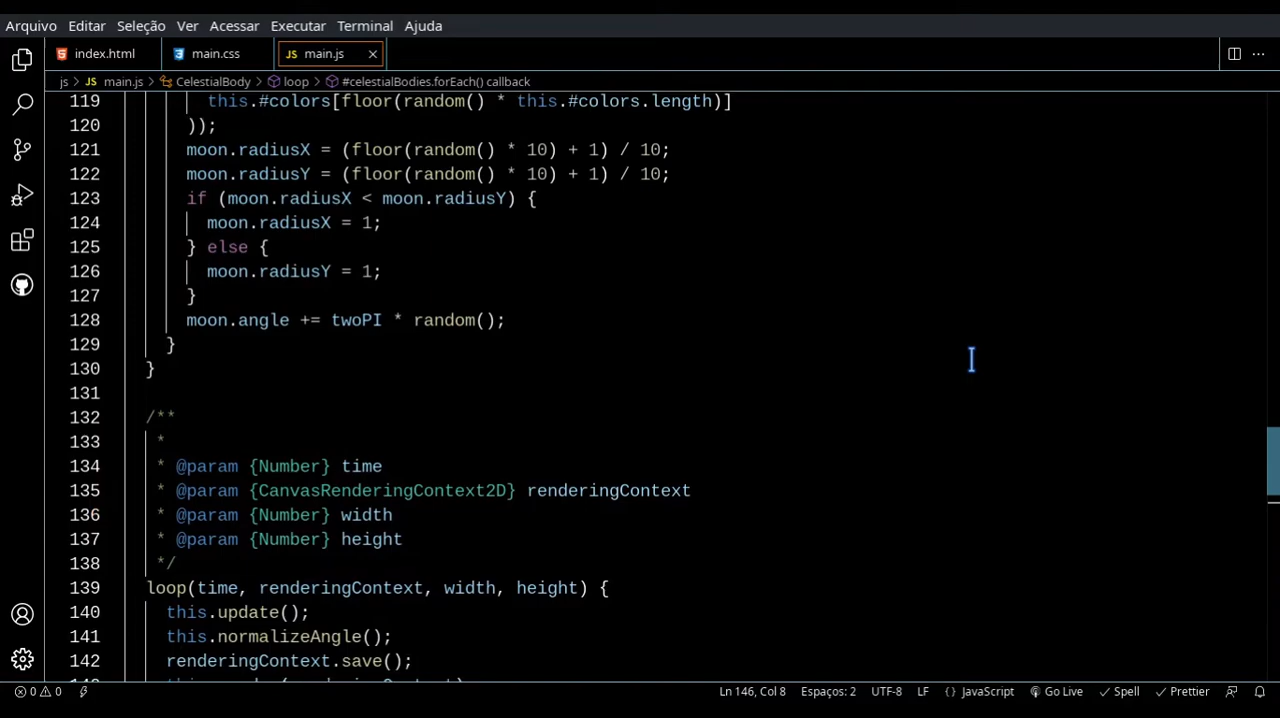 Arquivo Editar Seleção Ver Acessar Executar Terminal Ajuda
index.html main.css JS main.js
js > JS main.js > CelestialBody > loop > #celestialBodies.forEach() callback
119 this.#colors[floor(random() * this.#colors.length)]
120 ));
121 moon.radiusX = (floor(random() * 10) + 1) / 10;
122 moon.radiusY = (floor(random() * 10) + 1) / 10;
123 if (moon.radiusX < moon.radiusY) {
124 moon.radiusX = 1;
125 } else {
126 moon.radiusY = 1;
127 }
128 moon.angle += twoPI * random();
129 }
130 }
131
132 /**
133 *
134 * @param {Number} time
135 * @param {CanvasRenderingContext2D} renderingContext
136 * @param {Number} width
137 * @param {Number} height
138 */
139 loop(time, renderingContext, width, height) {
140 this.update();
141 this.normalizeAngle();
142 renderingContext.save();
0 0 Ln 146, Col 8 Espaços: 2 UTF-8 LF {} JavaScript Go Live Spell Prettier